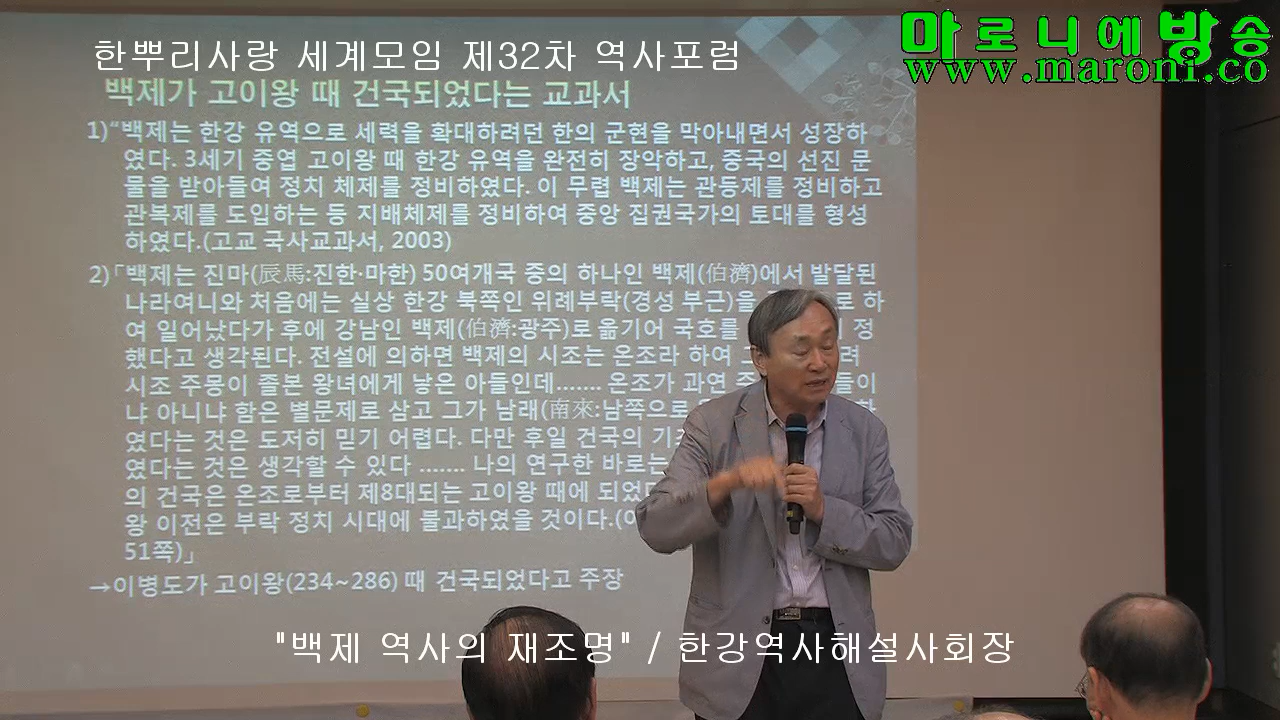 마로니에방송
www.maroni.co
한뿌리사랑 세계모임 제32차 역사포럼
백제가 고이왕 때 건국되었다는 교과서
1)“백제는 한강 유역으로 세력을 확대하려던 한의 군현을 막아내면서 성장하
였다. 3세기 중엽 고이왕 때 한강 유역을 완전히 장악하고, 중국의 선진 문
물을 받아들여 정치 체제를 정비하였다. 이 무렵 백제는 관등제를 정비하고
관복제를 도입하는 등 지배체제를 정비하여 중앙 집권국가의 토대를 형성
하였다.(고교 국사교과서, 2003)
2)「백제는 진마(辰馬:진한·마한) 50여개국 중의 하나인 백제(伯濟)에서 발달된
나라여니와 처음에는 실상 한강 북쪽인 위례부락(경성 부근)을 로 하
여 일어났다가 후에 강남인 백제(伯濟:광주)로 옮기어 국호를 정
했다고 생각된다. 전설에 의하면 백제의 시조는 온조라 하여 려
시조 주몽이 졸본 왕녀에게 낳은 아들인데....... 온조가 과연 들이
냐 아니냐 함은 별문제로 삼고 그가 남래(南來:남쪽으로
였다는 것은 도저히 믿기 어렵다. 다만 후일 건국의
였다는 것은 생각할 수 있다 ....... 나의 연구한 바로는
의 건국은 온조로부터 제8대되는 고이왕 때에
왕 이전은 부락 정치 시대에 불과하였을 것이다.
51쪽)」
→이병도가 고이왕(234~286) 때 건국되었다고 주장
"백제 역사의 재조명" / 한강역사해설사회장